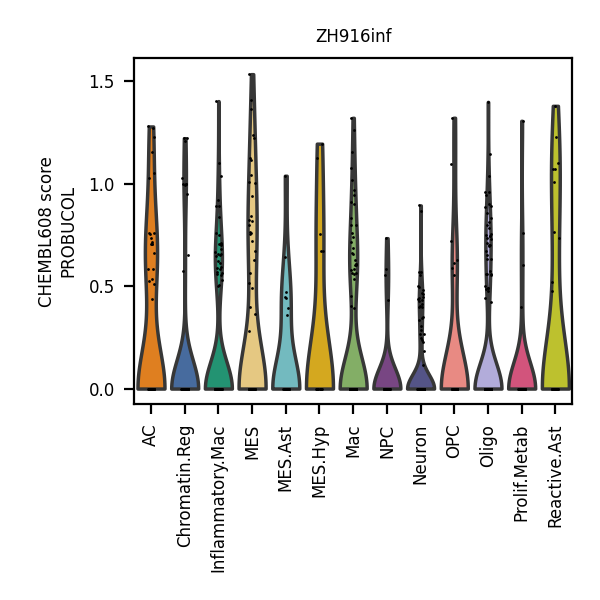 ZH916inf
CHEMBL608 score
PROBUCOL
1.5
1.0
0.5
0.0
AC
Chromatin.Reg
Inflammatory.Mac
MES
MES.Ast
MES.Hyp
Mac
NPC
Neuron
OPC
Oligo
Prolif.Metab
Reactive.Ast